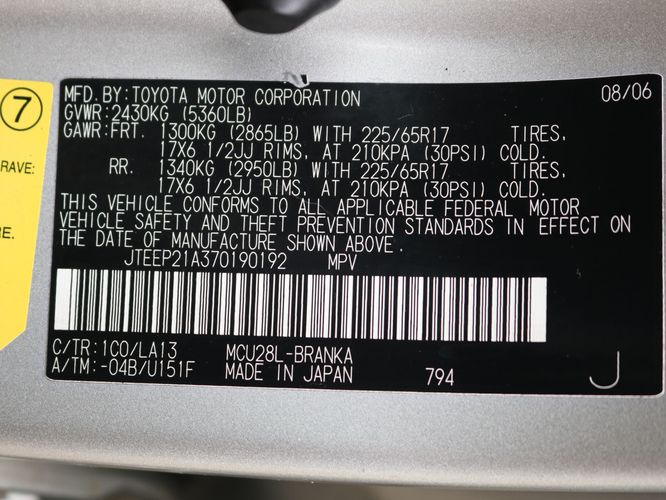 7
RAVE:
RE.
MFD.BY:TOYOTA MOTOR CORPORATION 08/06
GVWR:2430KG (5360LB)
GAWR:FRT. 1300KG (2865LB) WITH 225/65R17 TIRES,
17X6 1/2JJ RIMS, AT 210KPA (30PSI) COLD.
RR. 1340KG (2950LB) WITH 225/65R17 TIRES,
17X6 1/2JJ RIMS, AT 210KPA (30PSI) COLD.
THIS VEHICLE CONFORMS TO ALL APPLICABLE FEDERAL MOTOR
VEHICLE SAFETY AND THEFT PREVENTION STANDARDS IN EFFECT ON
THE DATE OF MANUFACTURE SHOWN ABOVE.
JTEEP21A370190192 MPV
C/TR:1C0/LA13 MCU28L-BRANKA
A/TM:-04B/U151F MADE IN JAPAN 794 J